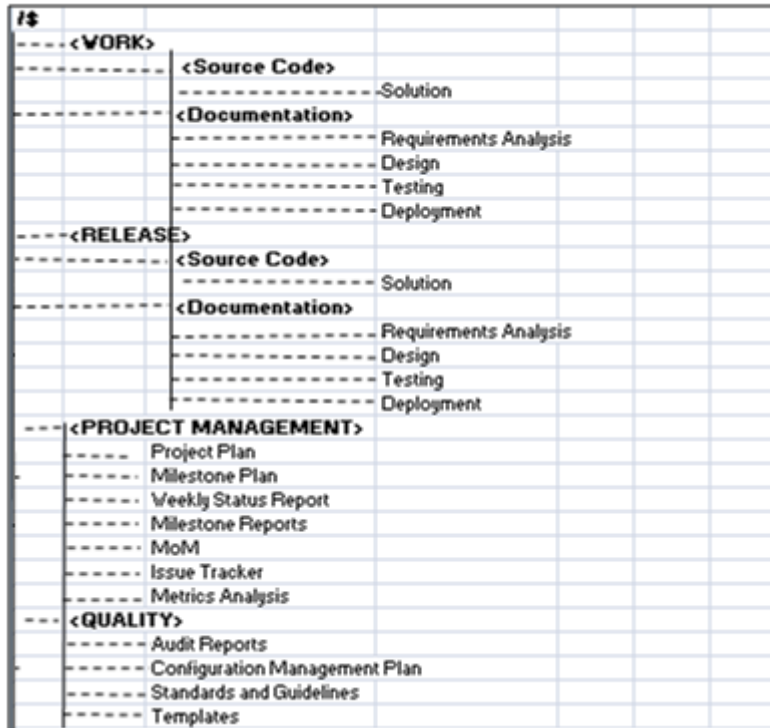 /$
<WORK>
<Source Code>
Solution
<Documentation>
Requirements Analysis
Design
Testing
Deployment
<RELEASE>
<Source Code>
Solution
<Documentation>
Requirements Analysis
Design
Testing
Deployment
<PROJECT MANAGEMENT>
Project Plan
Milestone Plan
Weekly Status Report
Milestone Reports
MoM
Issue Tracker
Metrics Analysis
<QUALITY>
Audit Reports
Configuration Management Plan
Standards and Guidelines
Templates